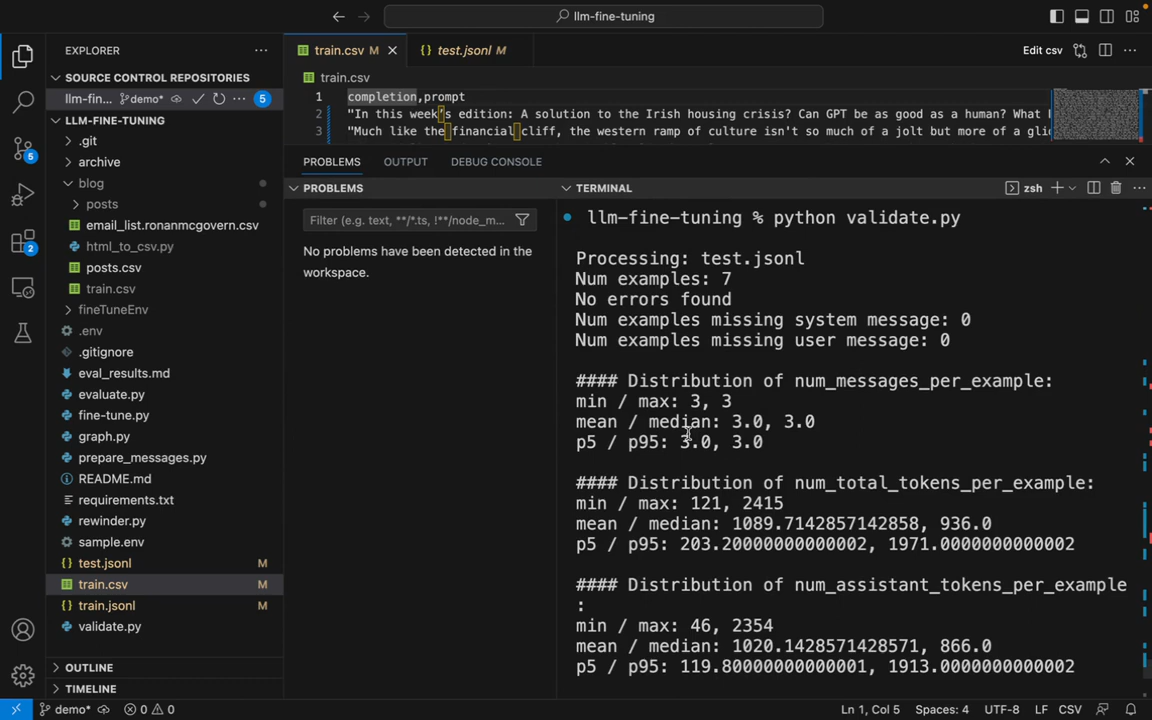 llm-fine-tuning
EXPLORER
SOURCE CONTROL REPOSITORIES
llm-fin... demo* 5
LLM-FINE-TUNING
.git
archive
blog
posts
email_list.ronanmcgovern.csv
html_to_csv.py
posts.csv
train.csv
fineTuneEnv
.env
.gitignore
eval_results.md
evaluate.py
fine-tune.py
graph.py
prepare_messages.py
README.md
requirements.txt
rewinder.py
sample.env
test.jsonl M
train.csv M
train.jsonl M
validate.py
OUTLINE
TIMELINE
5
2
train.csv M
test.jsonl M
Edit csv
train.csv
1 completion,prompt
2 "In this week's edition: A solution to the Irish housing crisis? Can GPT be as good as a human? What
3 "Much like the financial cliff, the western ramp of culture isn't so much of a jolt but more of a
PROBLEMS OUTPUT DEBUG CONSOLE
PROBLEMS
Filter (e.g. text, **/*.ts, !**/node_m...
No problems have been detected in the
workspace.
TERMINAL
zsh
llm-fine-tuning % python validate.py
Processing: test.jsonl
Num examples: 7
No errors found
Num examples missing system message: 0
Num examples missing user message: 0
#### Distribution of num_messages_per_example:
min / max: 3, 3
mean / median: 3.0, 3.0
p5 / p95: 3.0, 3.0
#### Distribution of num_total_tokens_per_example:
min / max: 121, 2415
mean / median: 1089.7142857142858, 936.0
p5 / p95: 203.20000000000002, 1971.0000000000002
#### Distribution of num_assistant_tokens_per_example
:
min / max: 46, 2354
mean / median: 1020.1428571428571, 866.0
p5 / p95: 119.80000000000001, 1913.0000000000002
demo* 0 0 Ln 1, Col 5 Spaces: 4 UTF-8 LF CSV